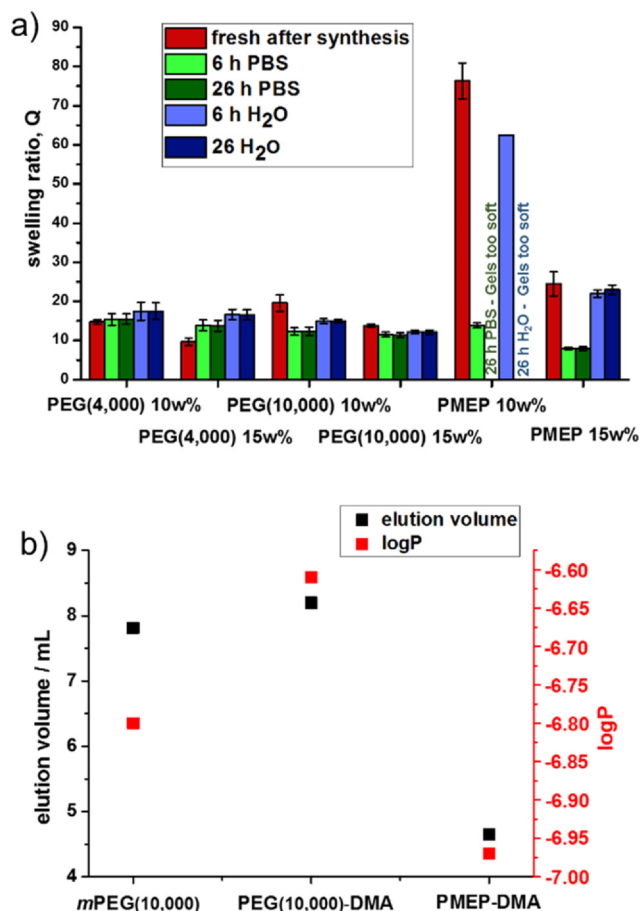 a)
fresh after synthesis
6 h PBS
26 h PBS
6 h H2O
26 H2O
swelling ratio, Q
90
80
70
60
50
40
30
20
10
0
26 h PBS - Gels too soft
26 h H2O - Gels too soft
PEG(4,000) 10w% PEG(10,000) 10w% PMEP 10w%
PEG(4,000) 15w% PEG(10,000) 15w% PMEP 15w%
b)
elution volume
logP
elution volume / mL
9
8
7
6
5
4
-6.60
-6.65
-6.70
-6.75
-6.80
-6.85
-6.90
-6.95
-7.00
logP
mPEG(10,000) PEG(10,000)-DMA PMEP-DMA